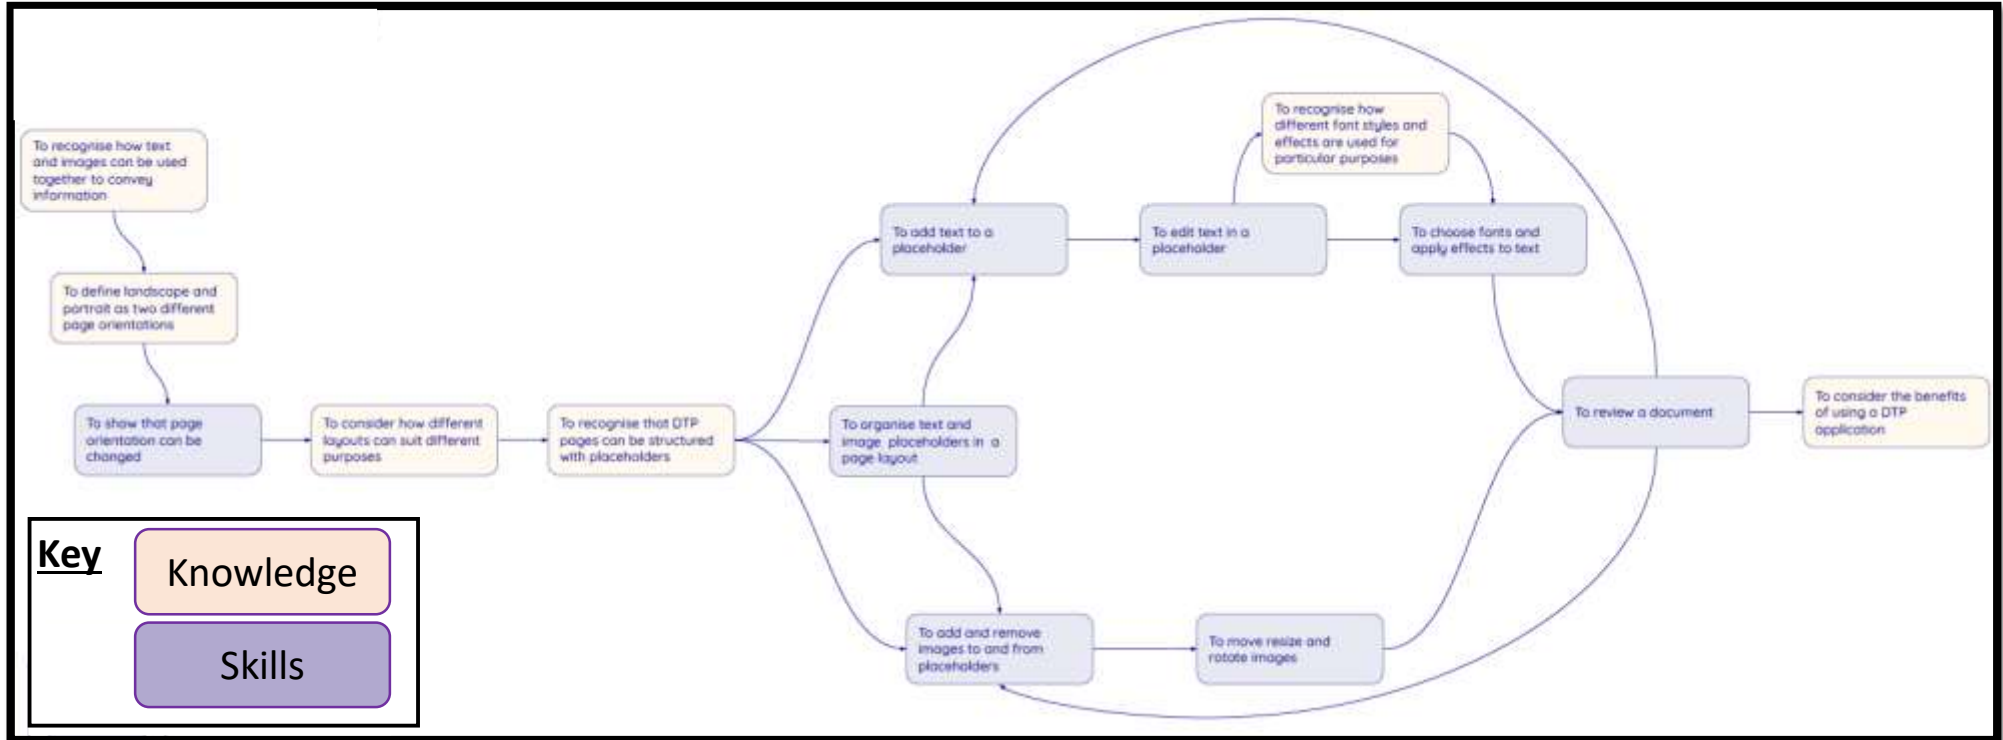 To recognise how text
and images can be used
together to convey
information
To define landscape and
portrait as two different
page orientations
To show that page
orientation can be
changed
To consider how different
layouts can suit different
purposes
To recognise that DTP
pages can be structured
with placeholders
To add text to a
placeholder
To edit text in a
placeholder
To recognise how
different font styles and
effects are used for
particular purposes
To choose fonts and
apply effects to text
To organise text and
image placeholders in a
page layout
To add and remove
images to and from
placeholders
To move resize and
rotate images
To review a document
To consider the benefits
of using a DTP
application
Key
Knowledge
Skills